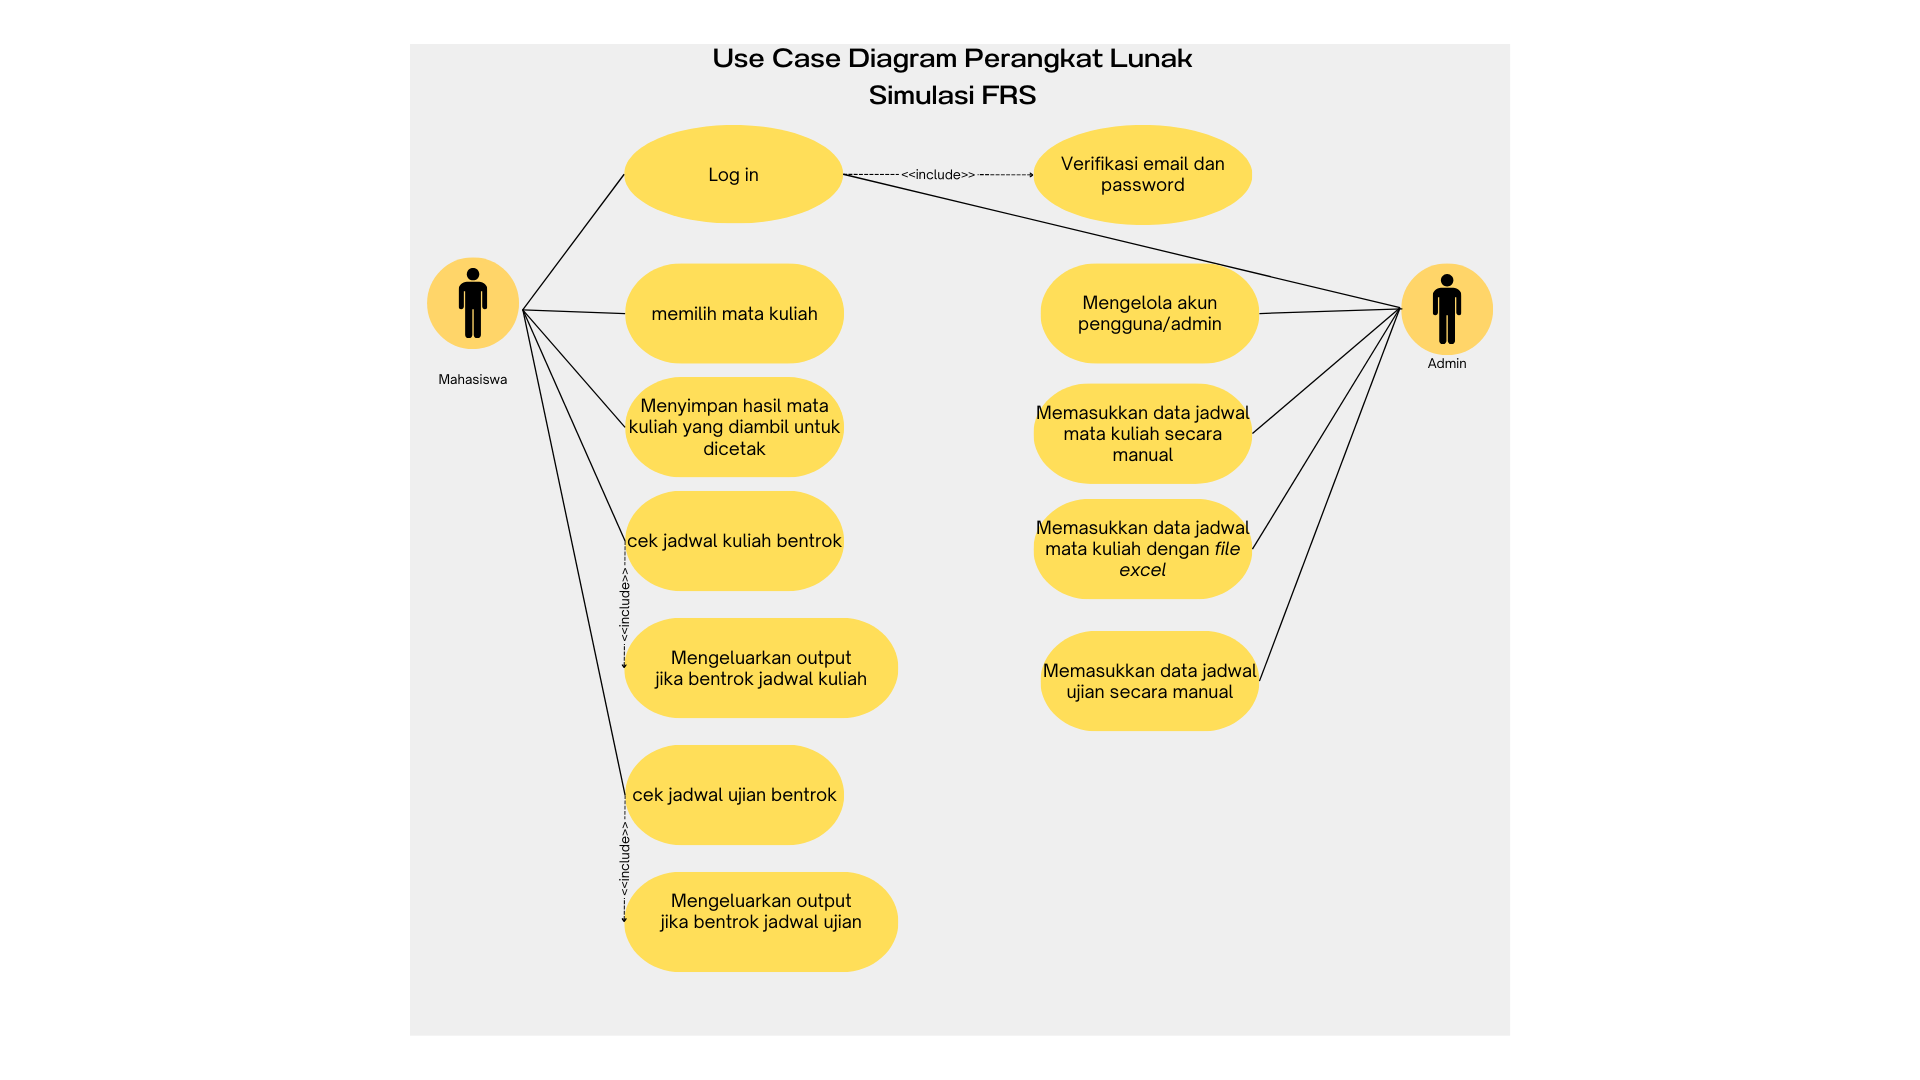 Use Case Diagram Perangkat Lunak
Simulasi FRS
Log in
<<include>>
Verifikasi email dan
password
Mahasiswa
memilih mata kuliah
Mengelola akun
pengguna/admin
Admin
Menyimpan hasil mata
kuliah yang diambil untuk
dicetak
Memasukkan data jadwal
mata kuliah secara
manual
cek jadwal kuliah bentrok
Memasukkan data jadwal
mata kuliah dengan file
excel
<<include>>
Mengeluarkan output
jika bentrok jadwal kuliah
Memasukkan data jadwal
ujian secara manual
cek jadwal ujian bentrok
<<include>>
Mengeluarkan output
jika bentrok jadwal ujian